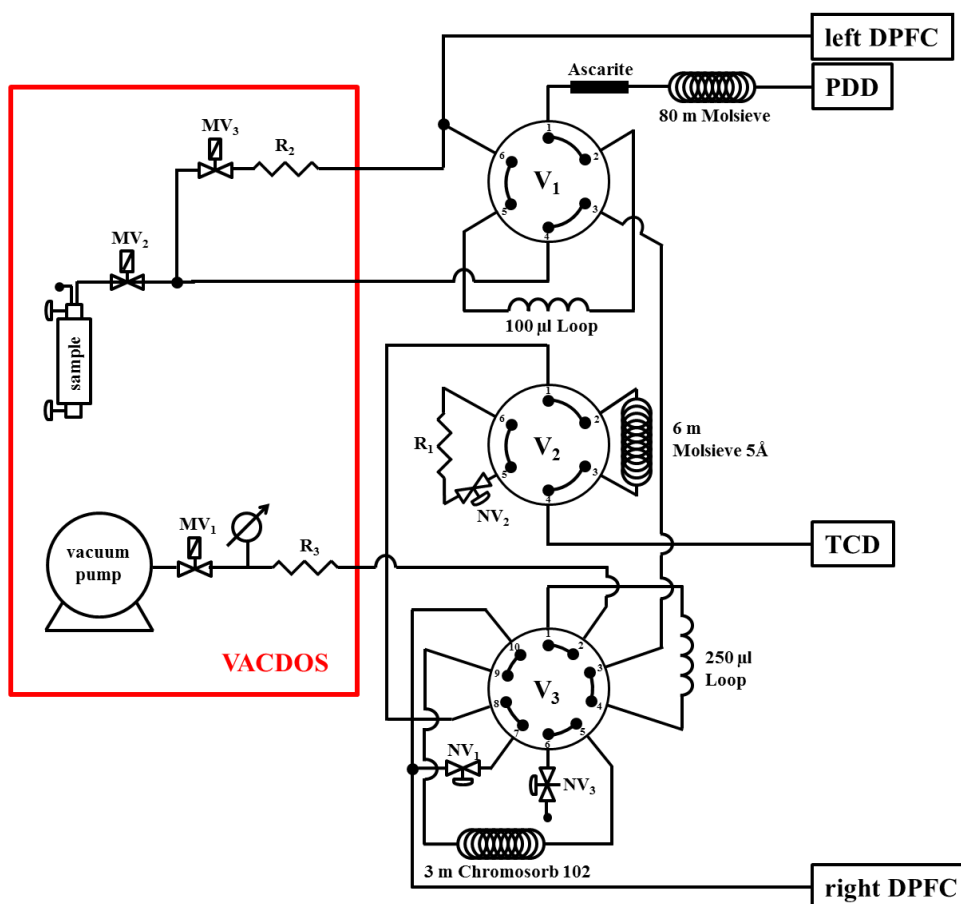 left DPFC
Ascarite
PDD
80 m Molsieve
MV₃
R₂
1
2
3
4
5
6
V₁
MV₂
sample
100 µl Loop
1
2
3
4
5
6
V₂
R₁
NV₂
6 m
Molsieve 5Å
vacuum
pump
MV₁
R₃
TCD
VACDOS
1
2
3
4
5
6
7
8
9
10
V₃
250 µl
Loop
NV₁
NV₃
3 m Chromosorb 102
right DPFC